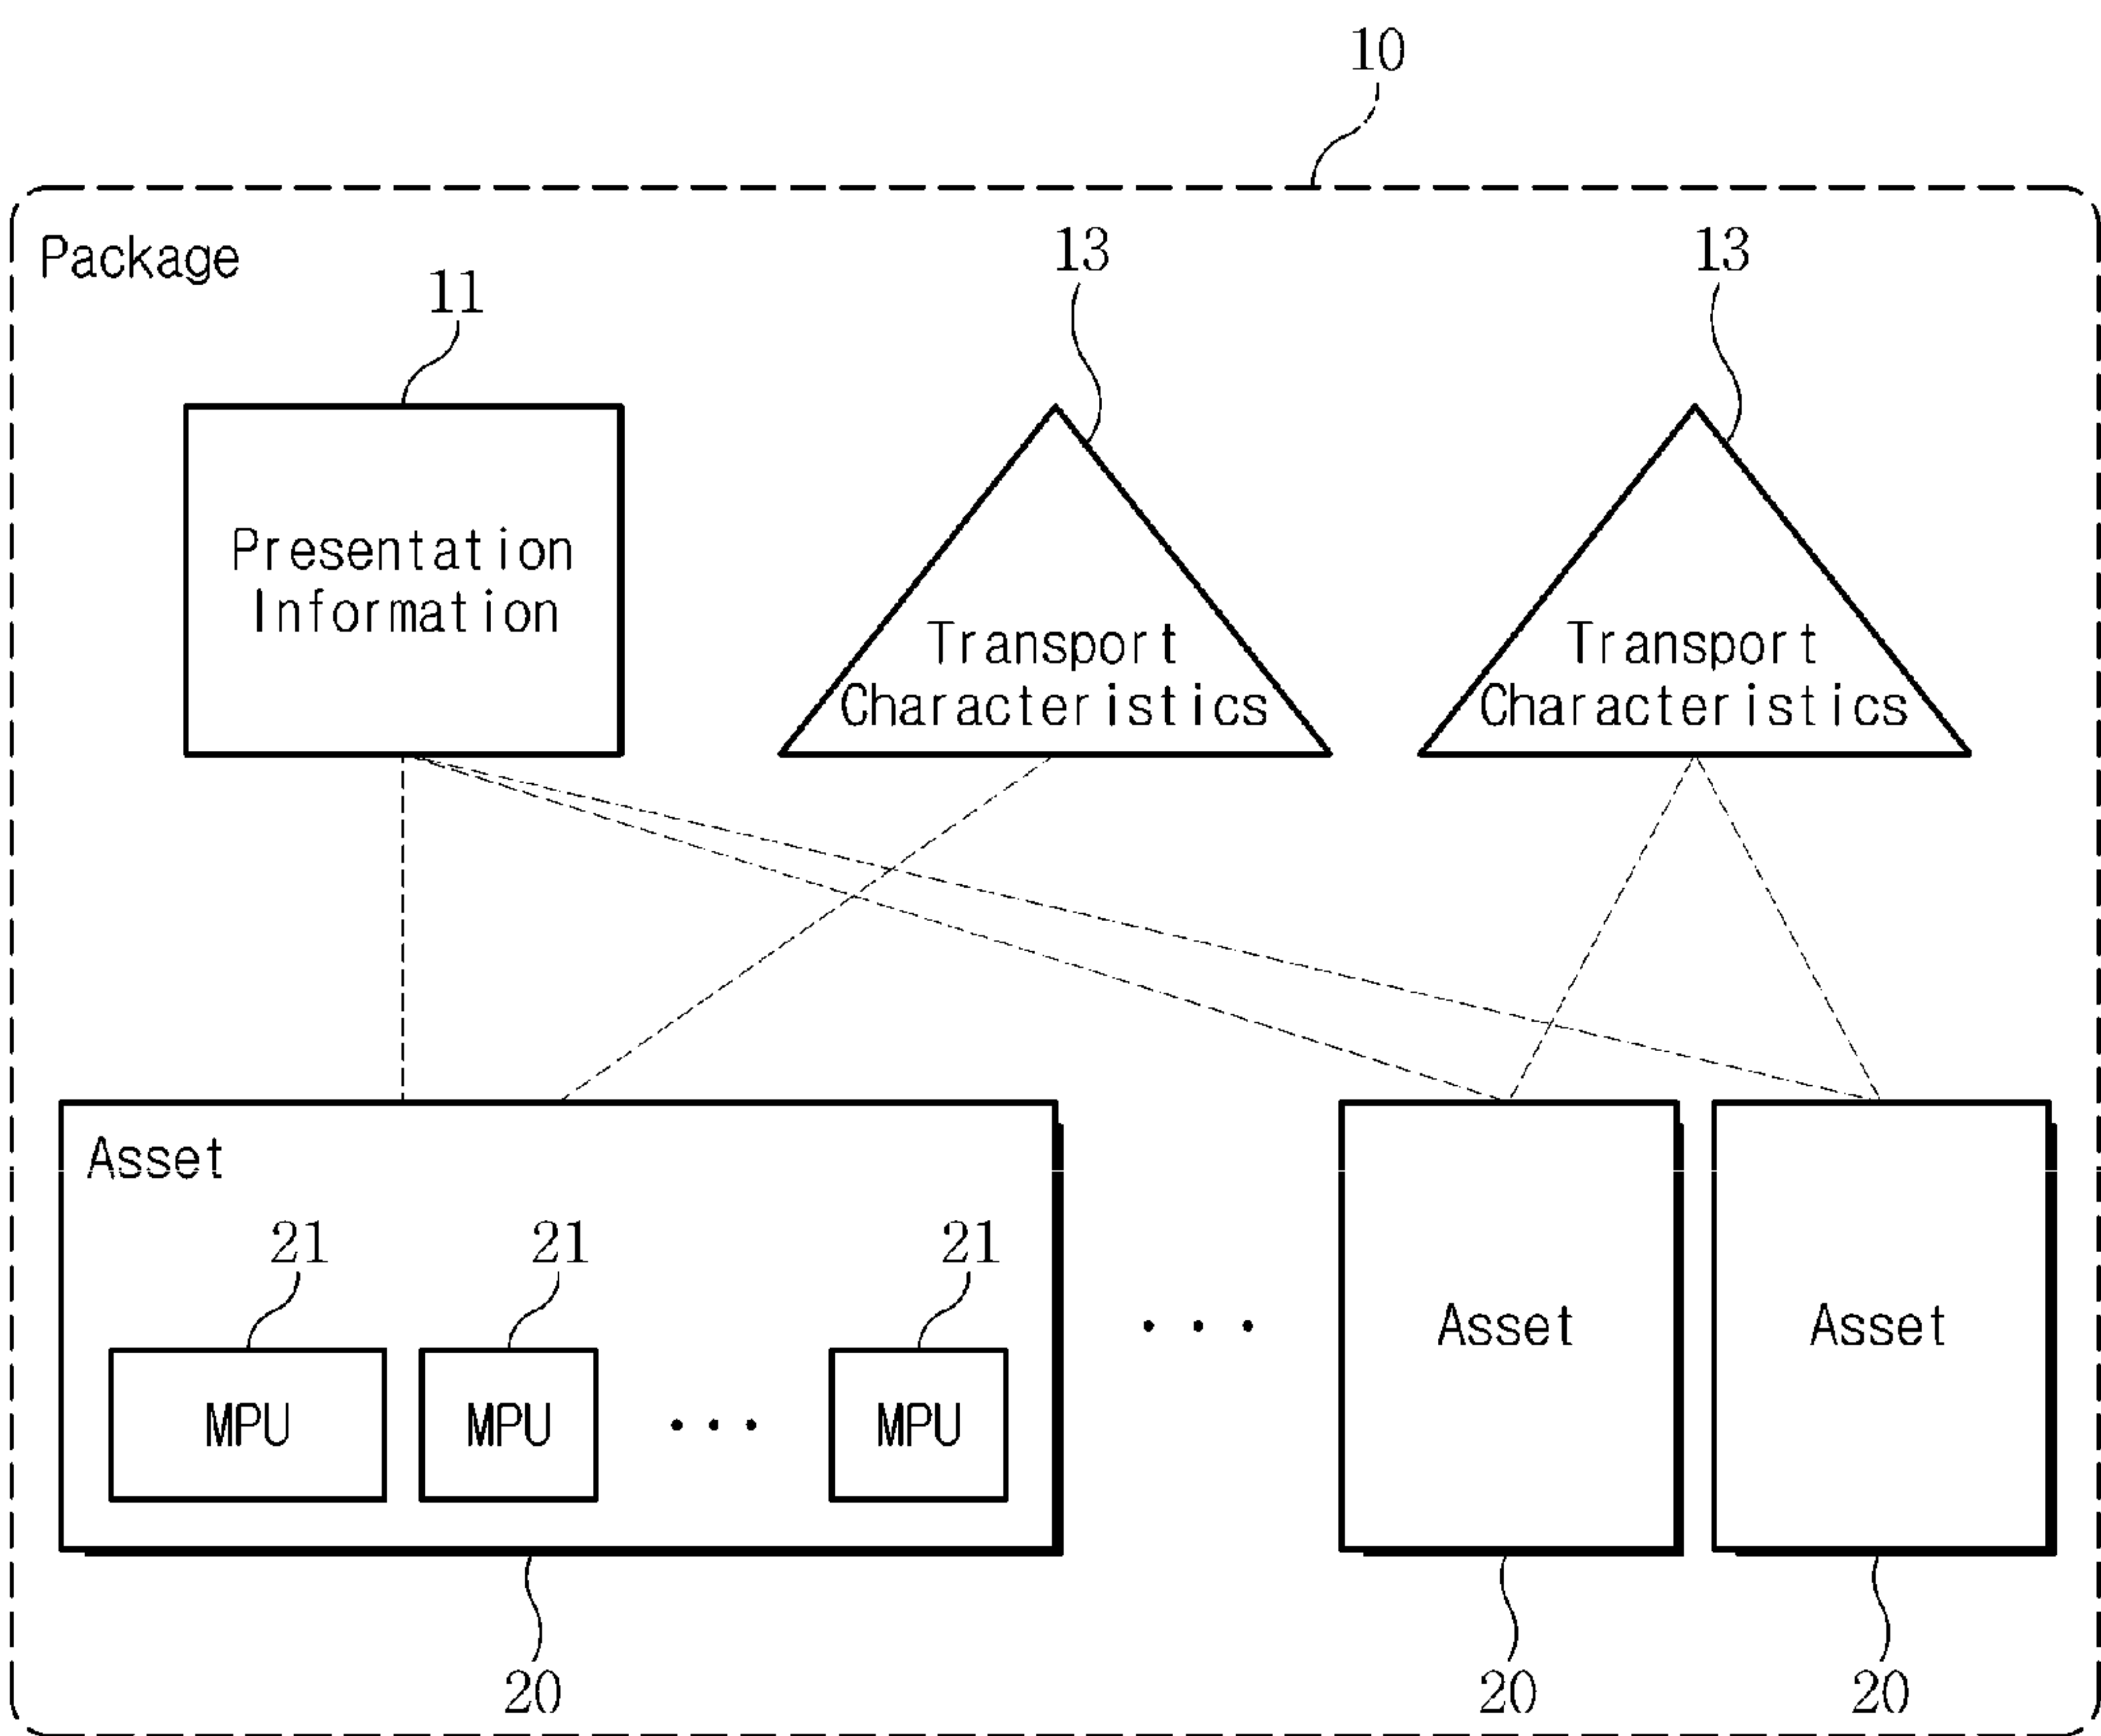 10
Package
11
13
13
Presentation
Information
Transport
Characteristics
Transport
Characteristics
Asset
21
21
21
MPU
MPU
...
MPU
...
Asset
Asset
20
20
20